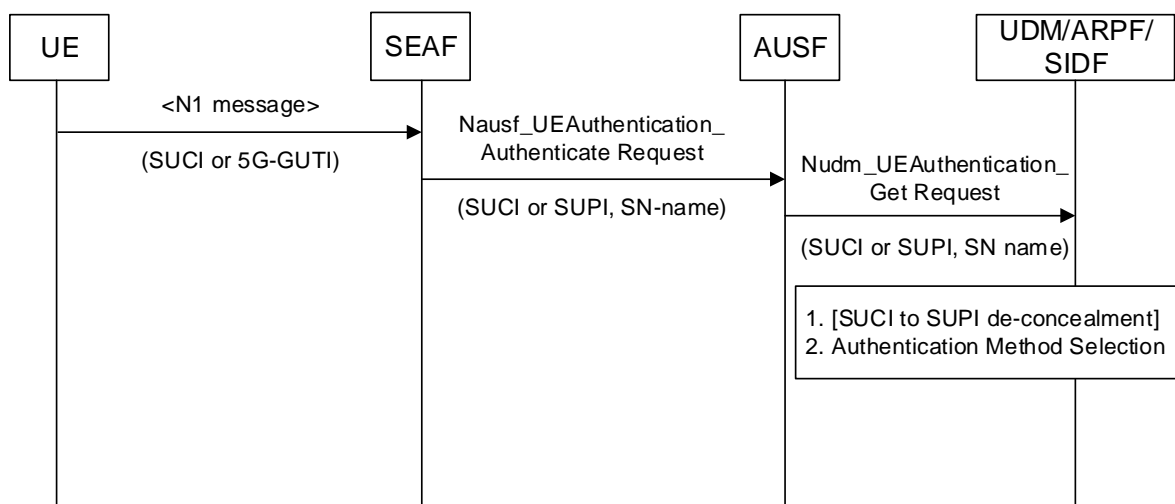 UE
SEAF
AUSF
UDM/ARPF/
SIDF
<N1 message>
(SUCI or 5G-GUTI)
Nausf_UEAuthentication_
Authenticate Request
(SUCI or SUPI, SN-name)
Nudm_UEAuthentication_
Get Request
(SUCI or SUPI, SN name)
1. [SUCI to SUPI de-concealment]
2. Authentication Method Selection